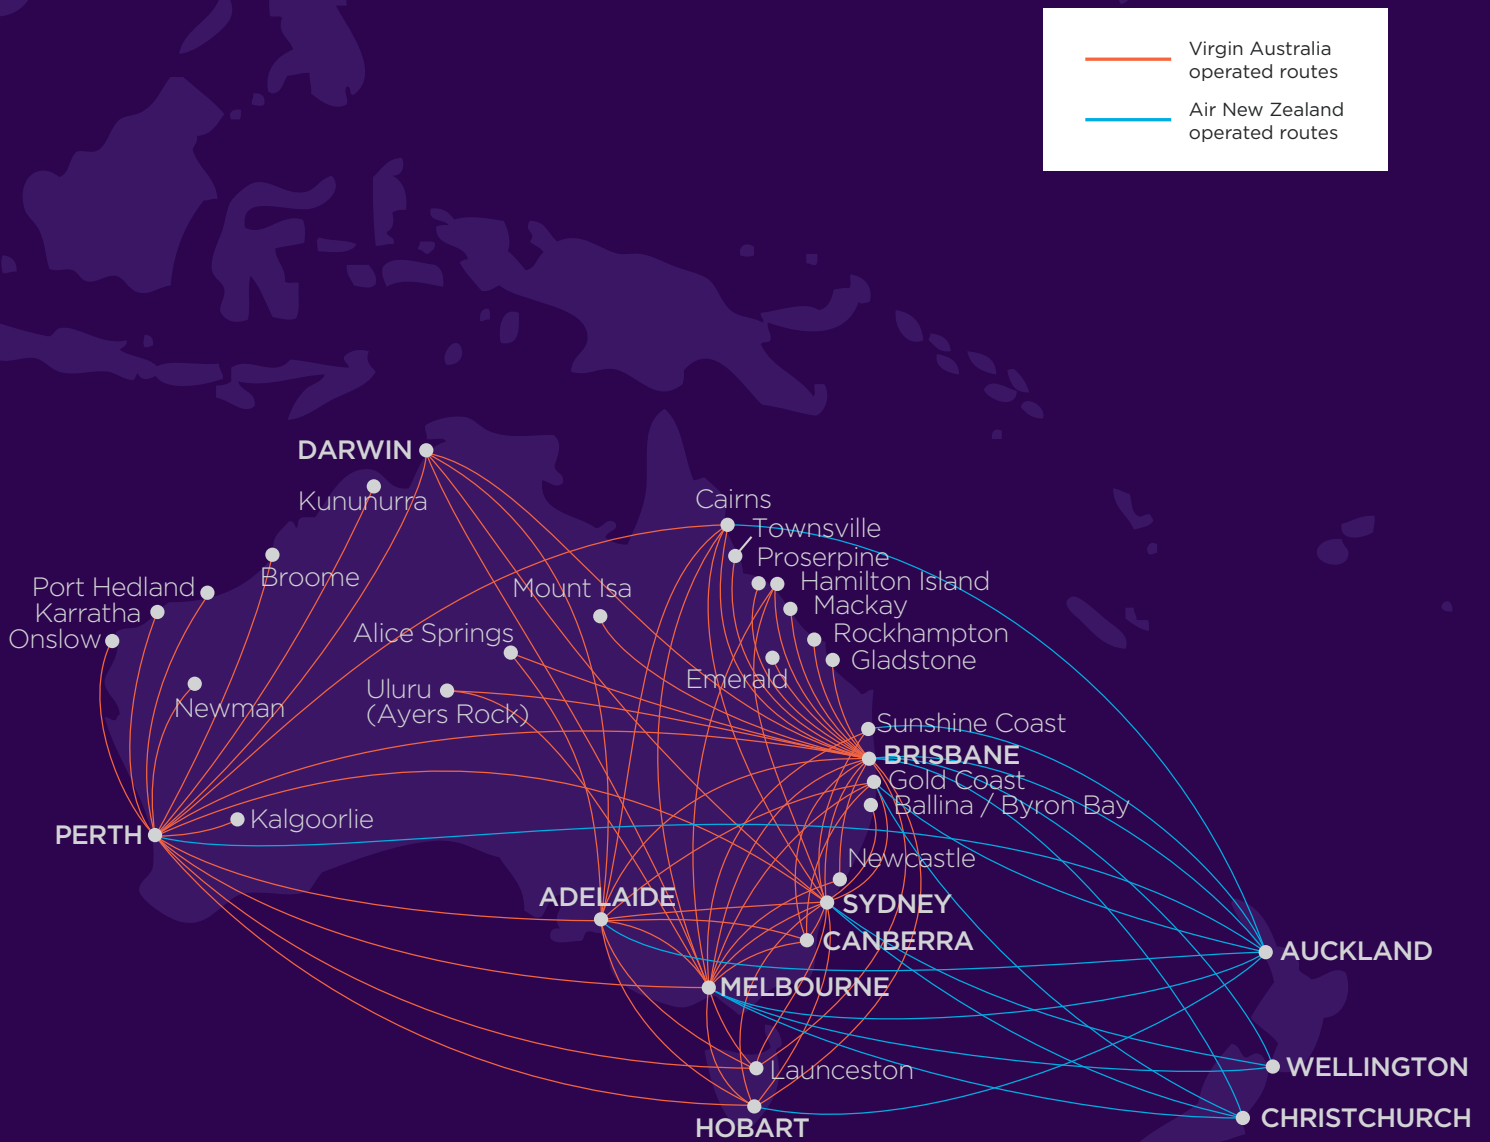 Virgin Australia
operated routes
Air New Zealand
operated routes
DARWIN
Kununurra
Cairns
Townsville
Proserpine
Broome
Port Hedland
Mount Isa
Hamilton Island
Karratha
Mackay
Onslow
Alice Springs
Rockhampton
Gladstone
Emerald
Uluru
(Ayers Rock)
Newman
Sunshine Coast
BRISBANE
Gold Coast
Ballina / Byron Bay
Kalgoorlie
PERTH
Newcastle
ADELAIDE
SYDNEY
CANBERRA
AUCKLAND
MELBOURNE
Launceston
WELLINGTON
HOBART
CHRISTCHURCH